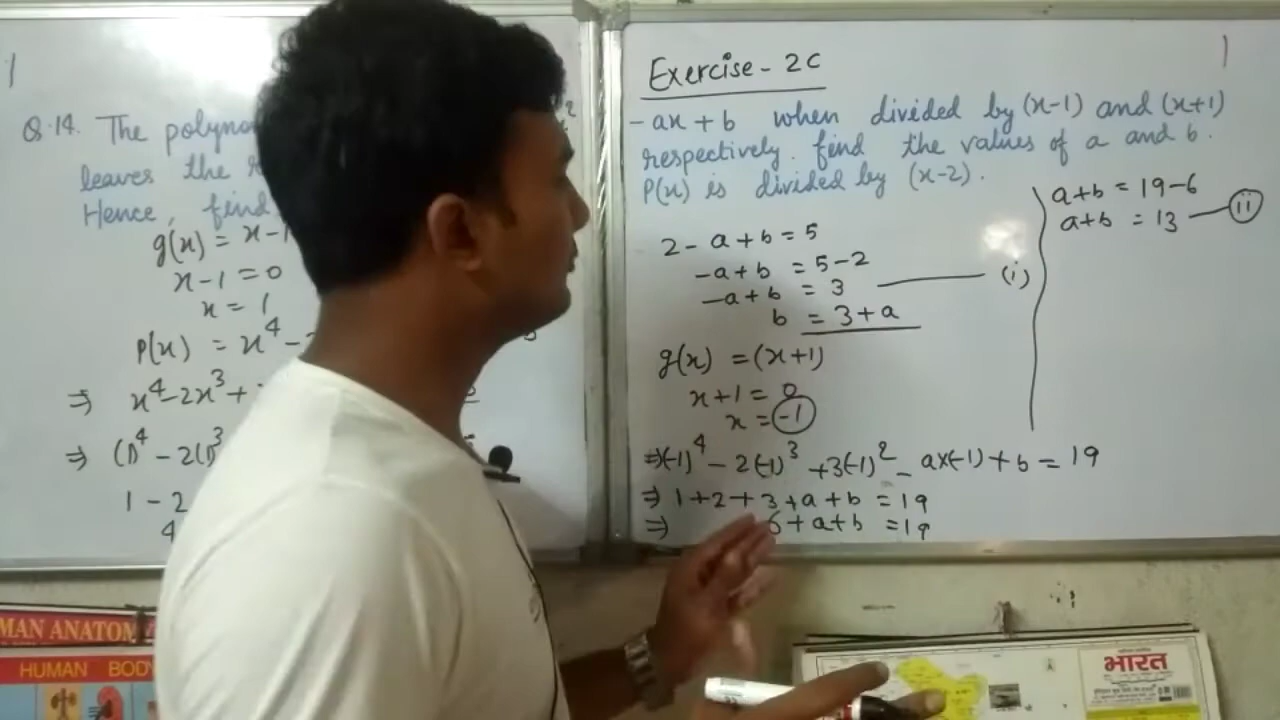 1
Q.14. The polyno
leaves the r
Hence, find
g(x) = x-1
x-1 = 0
x = 1
P(x) = x⁴ -
⇒ x⁴-2x³+
⇒ (1)⁴ - 2(1)³
1 - 2
4
2
Exercise - 2C
1
- ax + b when divided by (x-1) and (x+1)
respectively. find the values of a and b.
P(x) is divided by (x-2).
2 - a + b = 5
-a + b = 5-2
-a + b = 3 (i)
b = 3+a
g(x) = (x+1)
x+1 = 0
x = -1
⇒(-1)⁴ - 2(-1)³ +3(-1)² - ax(-1) + b = 19
⇒ 1+2+3+a+b = 19
⇒ 6+a+b = 19
a+b = 19-6
a+b = 13 (ii)
MAN ANATOM
HUMAN BOD
भारत